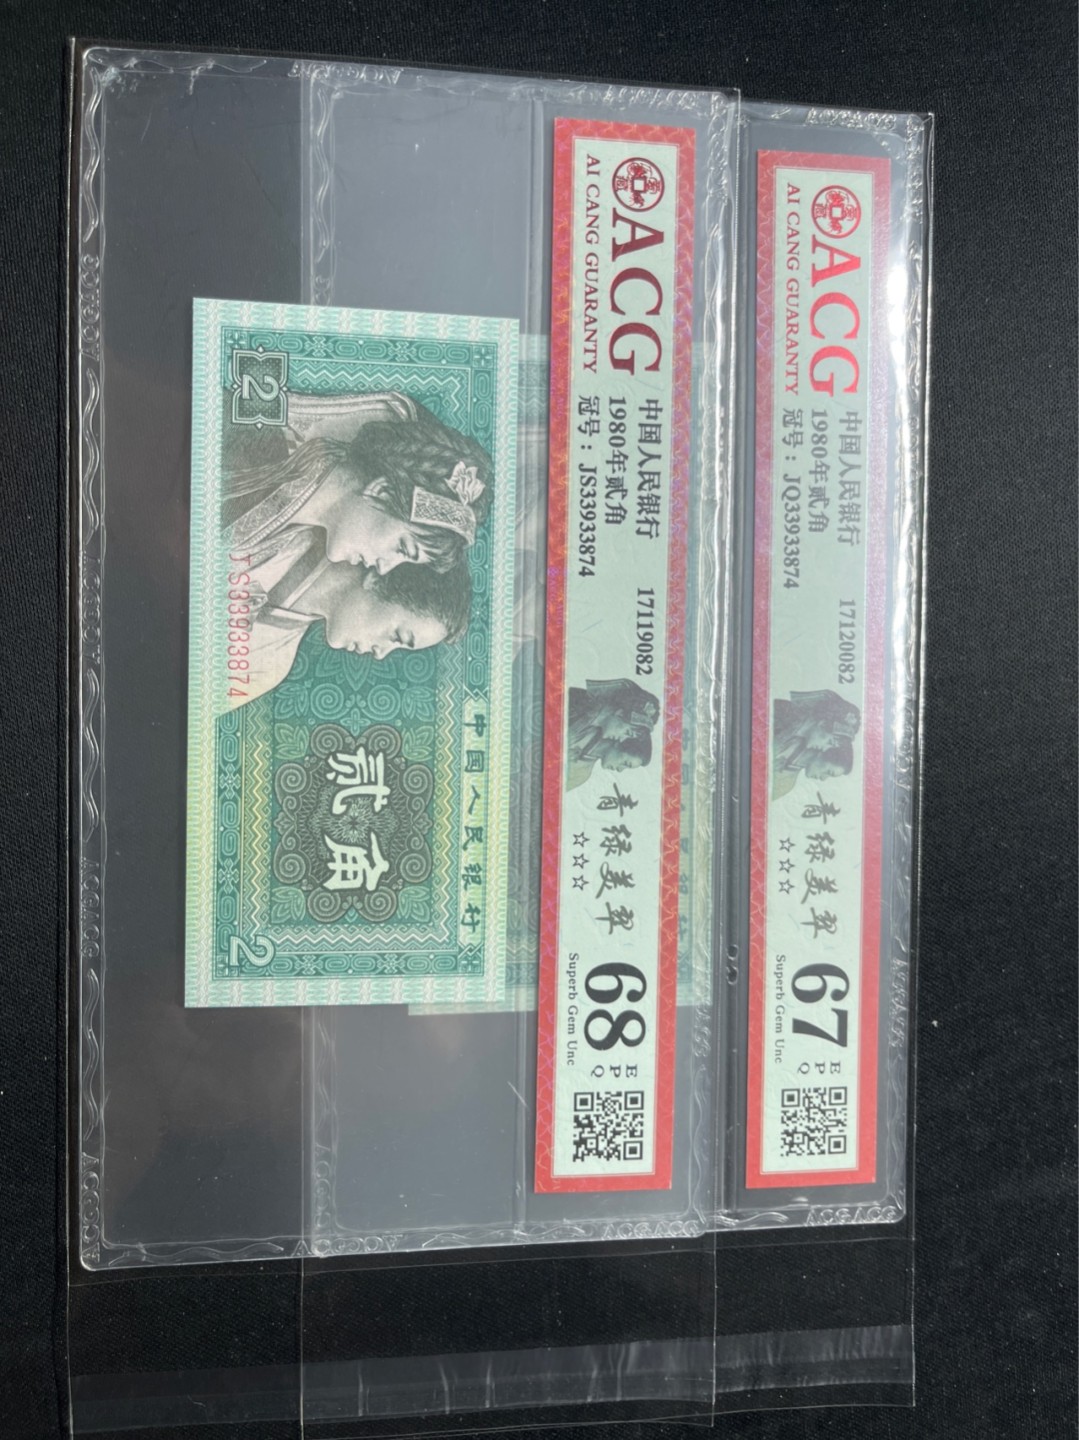 ACG
AI CANG GUARANTY
中国人民银行 17119082
1980年贰角
冠号：JS33933874
青绿美翠
☆☆☆
68
EPQ
Superb Gem Unc
ACG
AI CANG GUARANTY
中国人民银行 17120082
1980年贰角
冠号：JQ33933874
青绿美翠
☆☆☆
67
EPQ
Superb Gem Unc
中国人民银行
贰角
2
2
JS33933874